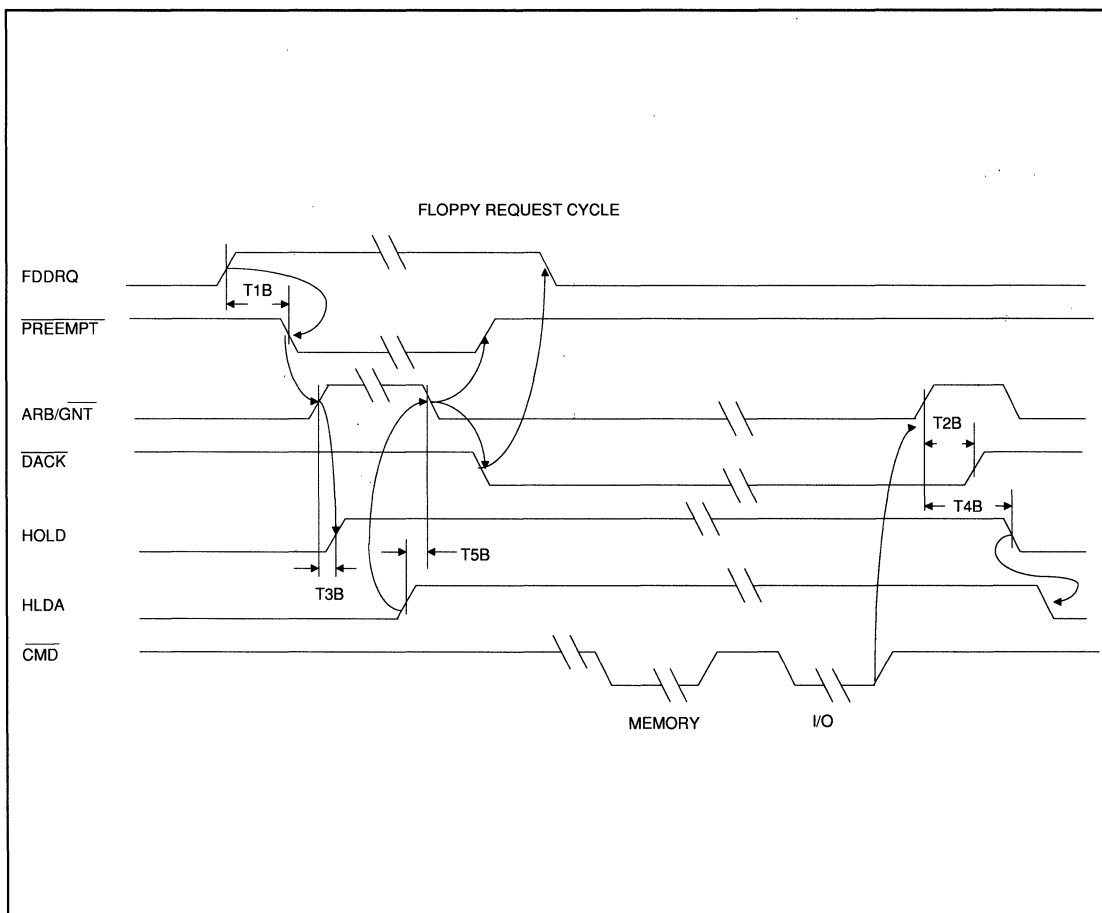 FLOPPY REQUEST CYCLE
FDDRQ
T1B
PREEMPT
ARB/GNT
T2B
DACK
T4B
HOLD
T5B
T3B
HLDA
CMD
MEMORY
I/O